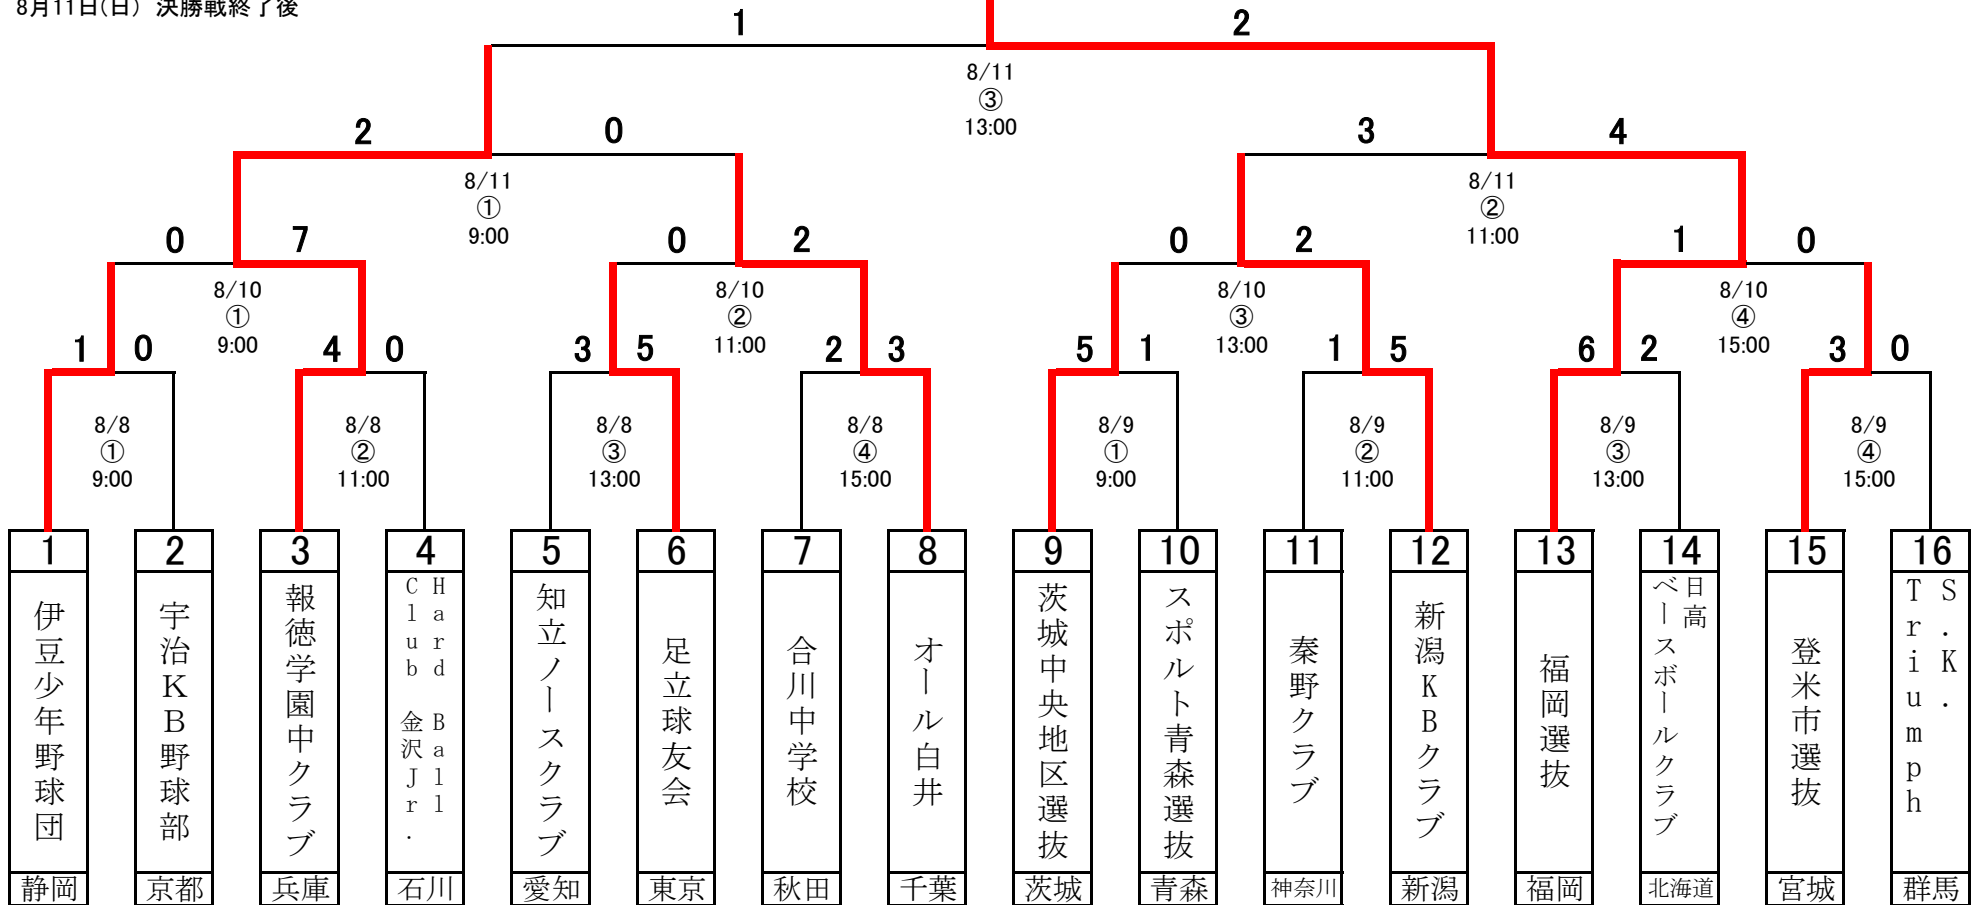 8月11日(日) 決勝戦終了後
1 2
8/11
③
13:00
2 0 3 4
8/11 8/11
① ②
9:00 11:00
0 7 0 2 0 2 1 0
8/10 8/10 8/10 8/10
① ② ③ ④
9:00 11:00 13:00 15:00
1 0 4 0 3 5 2 3 5 1 1 5 6 2 3 0
8/8 8/8 8/8 8/8 8/9 8/9 8/9 8/9
① ② ③ ④ ① ② ③ ④
9:00 11:00 13:00 15:00 9:00 11:00 13:00 15:00
1 2 3 4 5 6 7 8 9 10 11 12 13 14 15 16
伊豆少年野球団
宇治KB野球部
報徳学園中クラブ
Hard Ball
Club 金沢Jr.
知立ノースクラブ
足立球友会
合川中学校
オール白井
茨城中央地区選抜
スポルト青森選抜
秦野クラブ
新潟KBクラブ
福岡選抜
日高
ベースボールクラブ
登米市選抜
S.K.
Triumph
静岡 京都 兵庫 石川 愛知 東京 秋田 千葉 茨城 青森 神奈川 新潟 福岡 北海道 宮城 群馬